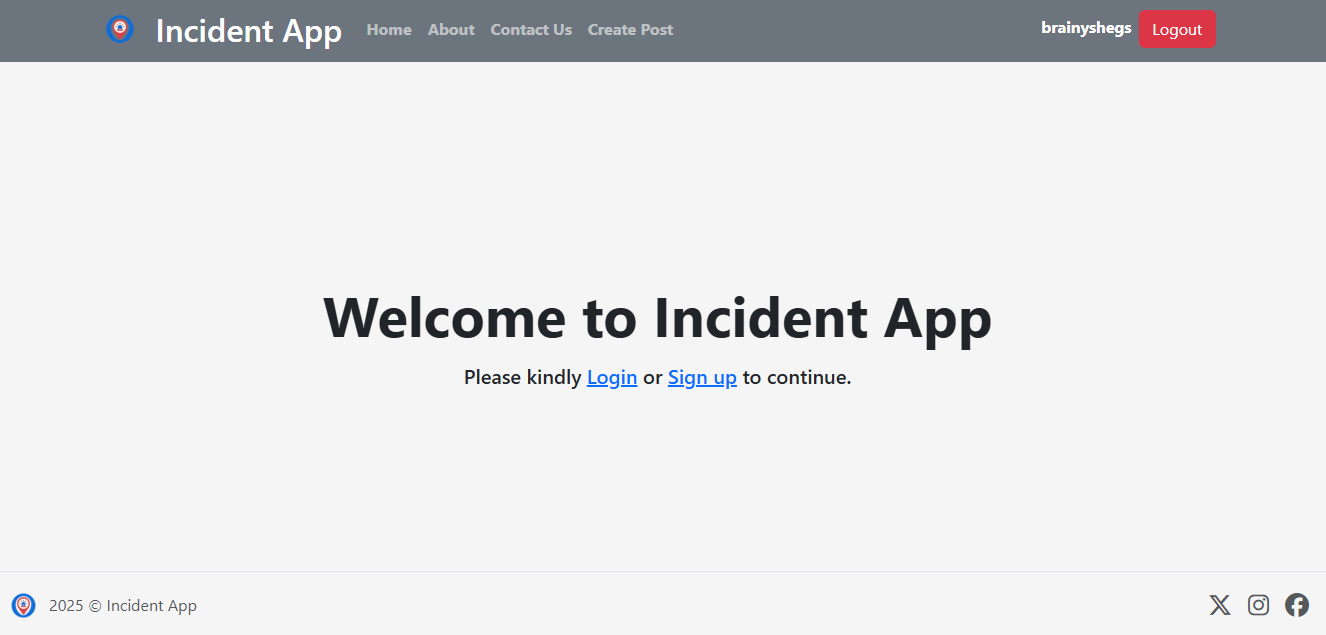 Incident App Home About Contact Us Create Post brainyshegs Logout
Welcome to Incident App
Please kindly Login or Sign up to continue.
2025 © Incident App